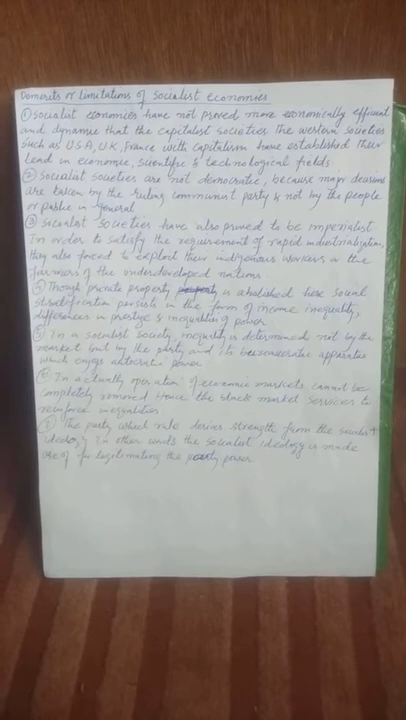 Demerits or Limitations of Socialist economies
① Socialist economies have not proved more economically efficient
and dynamic that the capitalist societies. The western societies
such as U.S.A, U.K, France with Capitalism have established their
lead in economic, scientific & technological fields.
② Socialist Societies are not democratic, because major decisions
are taken by the ruling communist party & not by the people
or public in general
③ Socialist Societies have also proved to be imperialist.
In order to satisfy the requirement of rapid industrialization,
they also forced to exploit their indigenous workers or the
farmers of the underdeveloped nations
④ Though private property is abolished here social
stratification persists in the form of income inequality,
differences in prestige & inequalities of power
⑤ In a socialist society, inequality is determined not by the
market but by the party and its bureaucratic apparatus
which enjoys autocratic power
⑥ In actuality operation of economic markets cannot be
completely removed Hence the black market services to
reinforce inequalities
⑦ The party which rule derives strength from the socialist
ideology In other words the Socialist ideology is made
use of for legitimating the party power